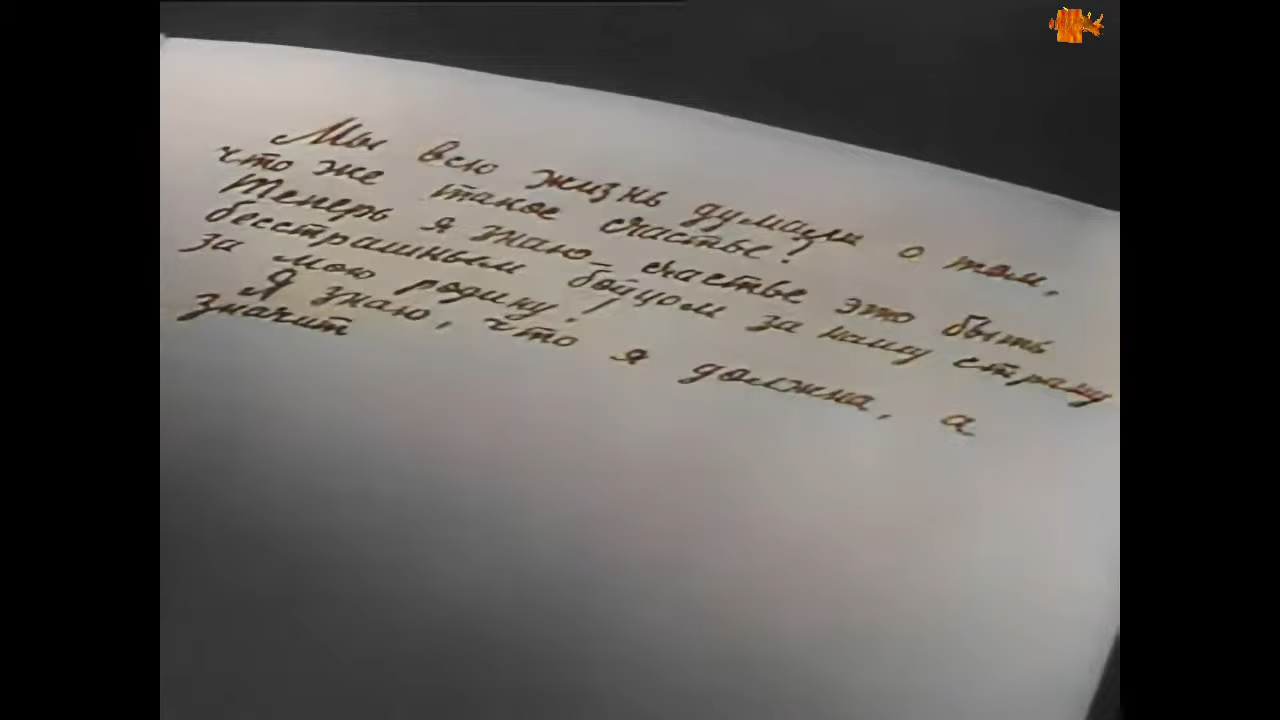 Мы всю жизнь думали о том,
что же такое счастье?
Теперь я знаю_ счастье это быть
бесстрашным бойцом за нашу страну
за мою родину.
Я знаю, что я должна, а
значит